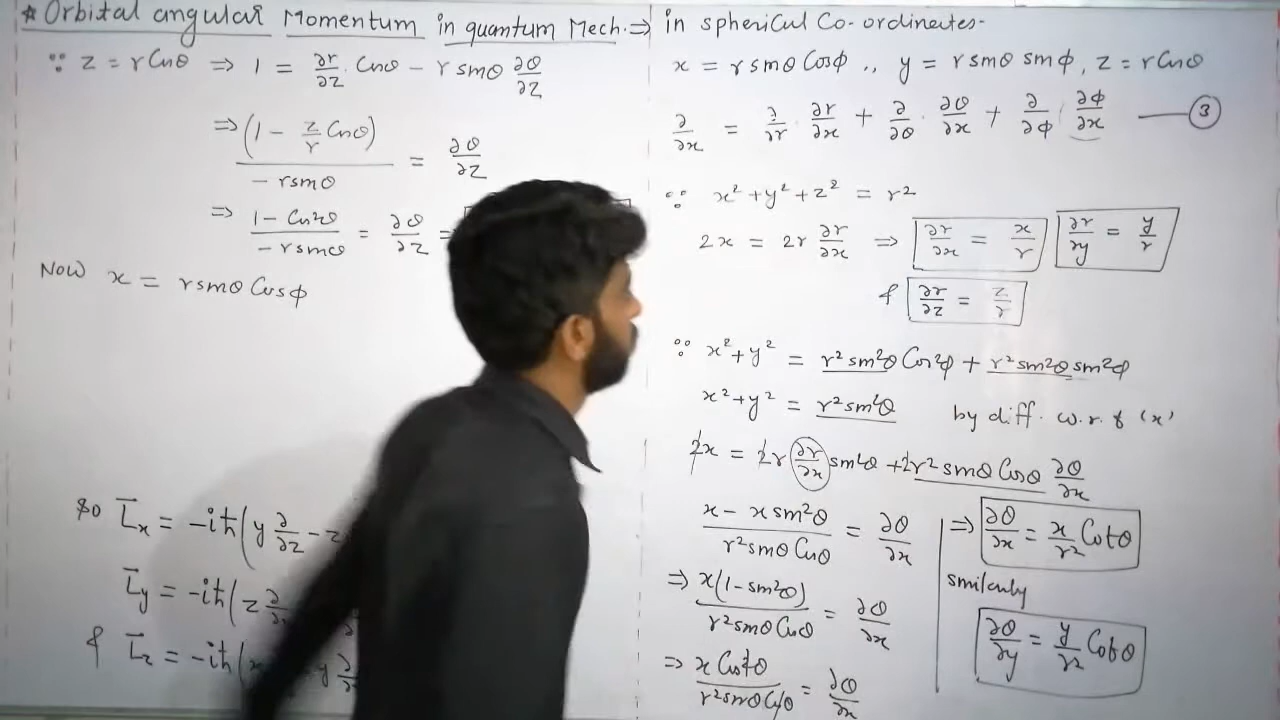 * Orbital angular Momentum in quantum Mech. ⇒ in sphericul Co-ordinates-
∵ z = r Cosθ ⇒ 1 = ∂r/∂z . Cosθ - r sinθ ∂θ/∂z
⇒ (1 - z/r Cosθ) / - r sinθ = ∂θ/∂z
⇒ 1 - Cos²θ / - r sinθ = ∂θ/∂z =
Now x = r sinθ Cosφ
so L̄x = -iħ(y ∂/∂z - z
L̄y = -iħ(z ∂/∂
& L̄z = -iħ(x y ∂/∂
x = r sinθ Cosφ ,, y = r sinθ sinφ, z = r Cosθ
∂/∂x = ∂/∂r . ∂r/∂x + ∂/∂θ . ∂θ/∂x + ∂/∂φ . ∂φ/∂x — ③
∵ x² + y² + z² = r²
2x = 2r ∂r/∂x ⇒ ∂r/∂x = x/r ∂r/∂y = y/r
& ∂r/∂z = z/r
∵ x² + y² = r² sin²θ Cos²φ + r² sin²θ sin²φ
x² + y² = r² sin²θ by diff. w.r.t (x)
2x = 2r ∂r/∂x sin²θ + 2r² sinθ Cosθ ∂θ/∂x
x - x sin²θ / r² sinθ Cosθ = ∂θ/∂x
⇒ x(1 - sin²θ) / r² sinθ Cosθ = ∂θ/∂x
⇒ x Cos²θ / r² sinθ Cosθ = ∂θ/∂x
⇒ ∂θ/∂x = x/r² Cotθ
similarly
∂θ/∂y = y/r² Cotθ